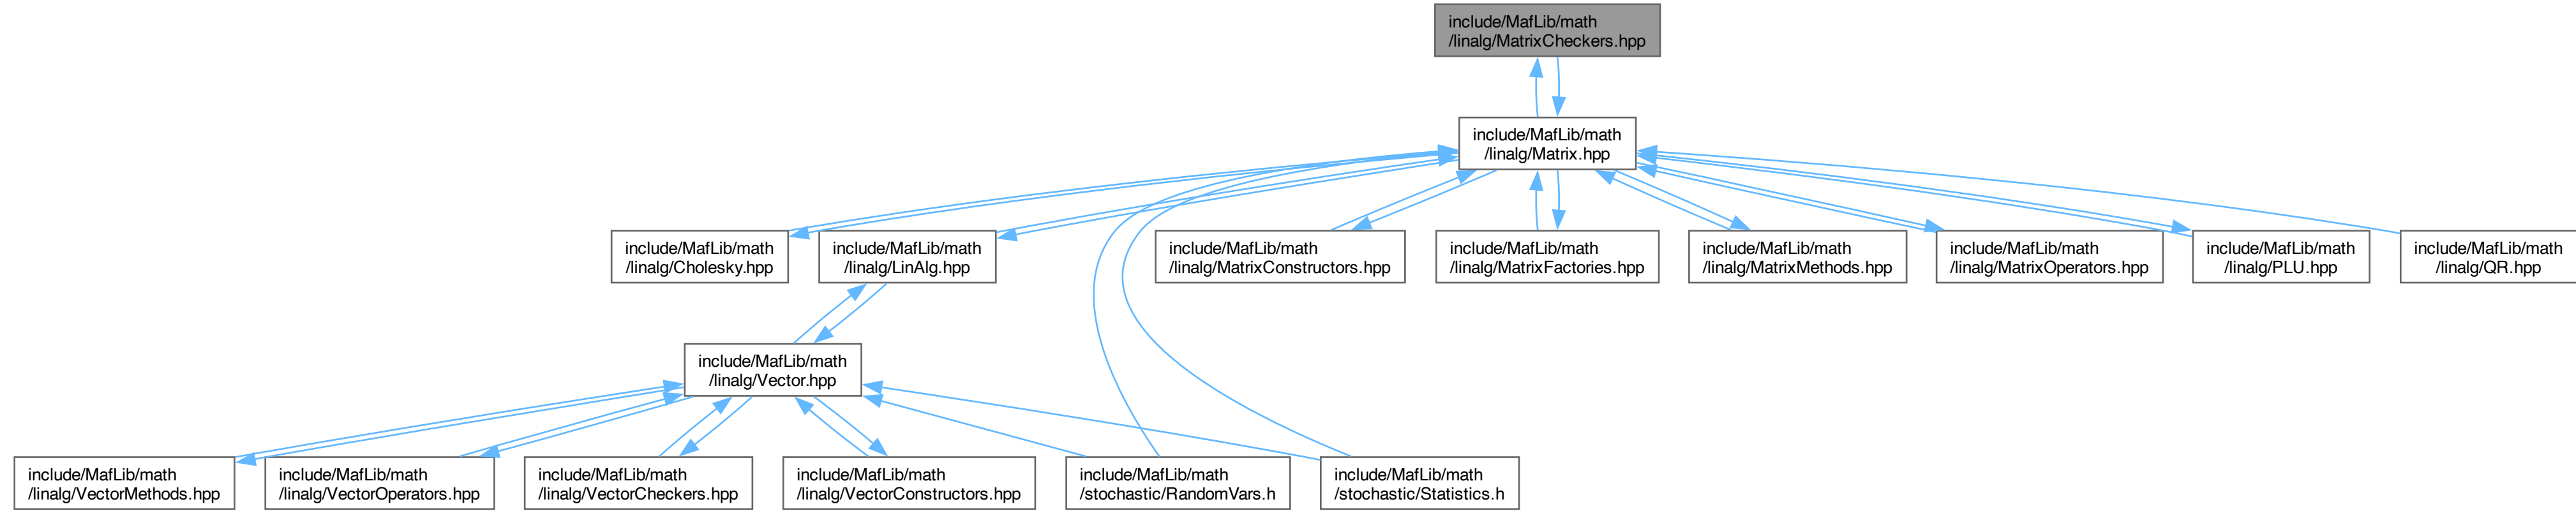 include/MafLib/math
/linalg/MatrixCheckers.hpp
include/MafLib/math
/linalg/Matrix.hpp
include/MafLib/math
/linalg/Cholesky.hpp
include/MafLib/math
/linalg/LinAlg.hpp
include/MafLib/math
/linalg/MatrixConstructors.hpp
include/MafLib/math
/linalg/MatrixFactories.hpp
include/MafLib/math
/linalg/MatrixMethods.hpp
include/MafLib/math
/linalg/MatrixOperators.hpp
include/MafLib/math
/linalg/PLU.hpp
include/MafLib/math
/linalg/QR.hpp
include/MafLib/math
/linalg/Vector.hpp
include/MafLib/math
/linalg/VectorMethods.hpp
include/MafLib/math
/linalg/VectorOperators.hpp
include/MafLib/math
/linalg/VectorCheckers.hpp
include/MafLib/math
/linalg/VectorConstructors.hpp
include/MafLib/math
/stochastic/RandomVars.h
include/MafLib/math
/stochastic/Statistics.h